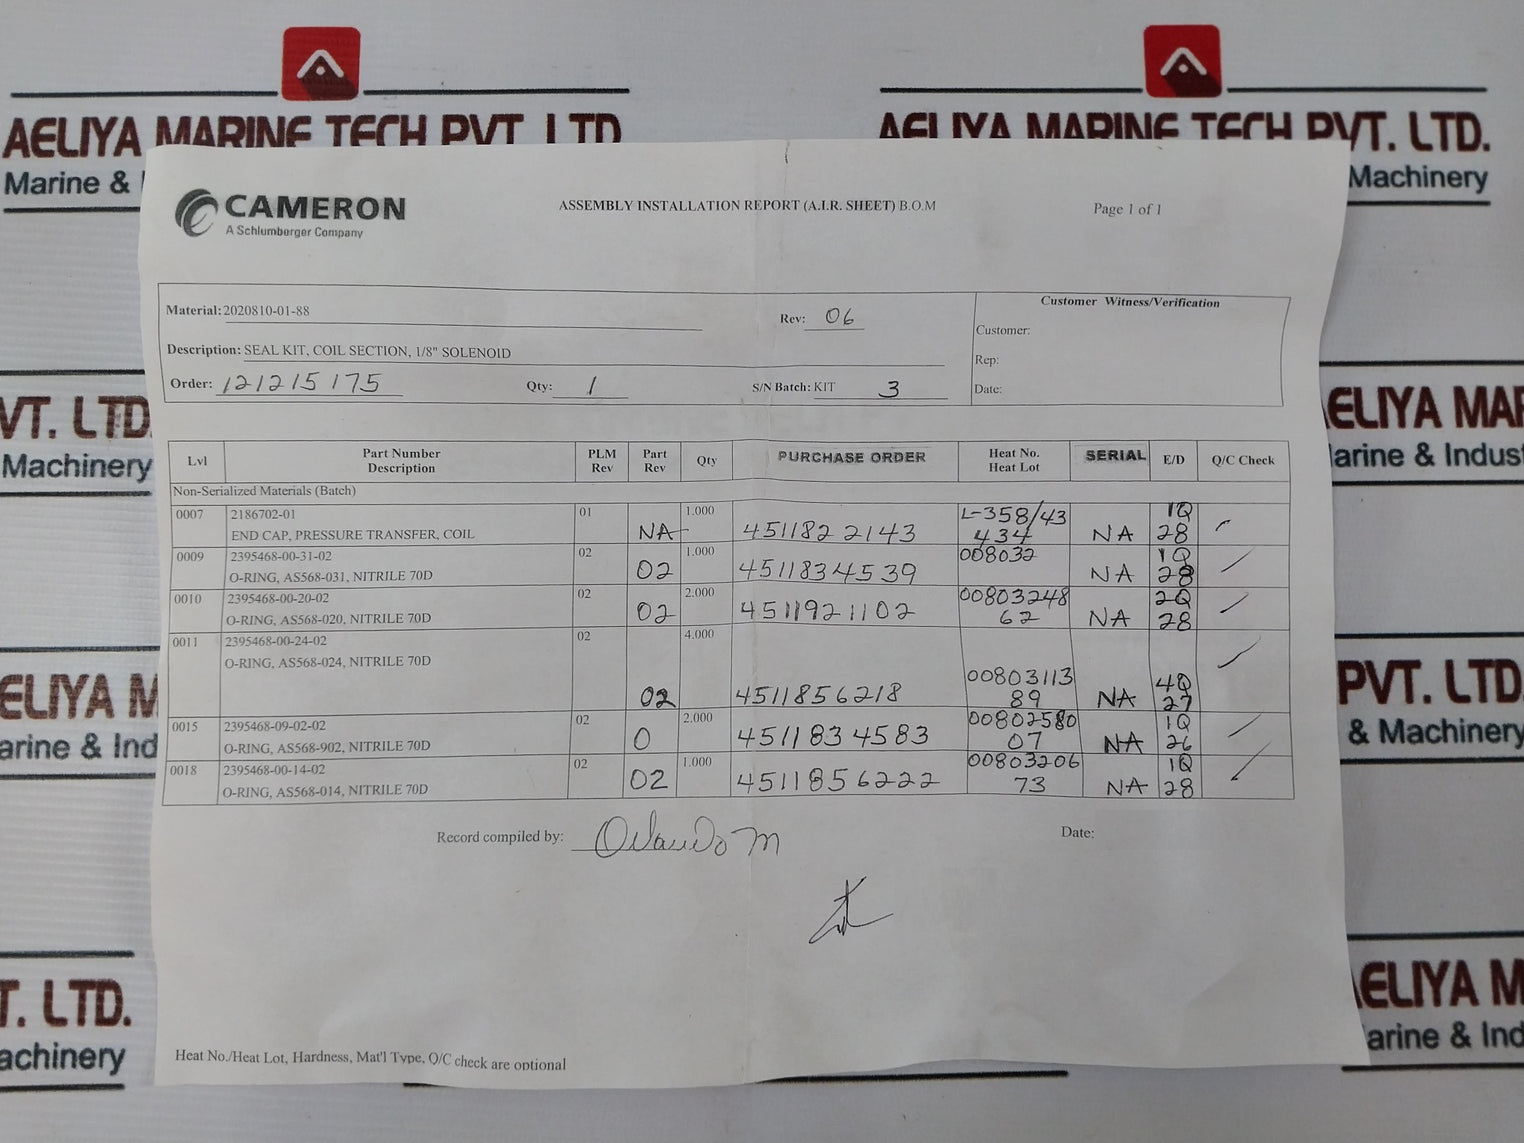 AELIYA MARINE TECH PVT. LTD.
AELIYA MARINE TECH PVT. LTD.
Marine &
Machinery
CAMERON
A Schlumberger Company
ASSEMBLY INSTALLATION REPORT (A.I.R. SHEET) B.O.M
Page 1 of 1
Material: 2020810-01-88
Rev: 06
Customer Witness/Verification
Customer:
Description: SEAL KIT, COIL SECTION, 1/8" SOLENOID
Rep:
Order: 121215175 Qty: 1 S/N Batch: KIT 3
Date:
VT. LTD.
Machinery
ELIYA MAR
arine & Indust
Lvl Part Number Description PLM Rev Part Rev Qty PURCHASE ORDER Heat No. Heat Lot SERIAL E/D Q/C Check
Non-Serialized Materials (Batch)
0007 2186702-01 01 1.000 L-358/43 1Q
END CAP, PRESSURE TRANSFER, COIL NA 4511822143 434 NA 28
0009 2395468-00-31-02 02 1.000 008032 1Q
O-RING, AS568-031, NITRILE 70D 02 4511834539 NA 28
0010 2395468-00-20-02 02 2.000 00803248 2Q
O-RING, AS568-020, NITRILE 70D 02 4511921102 62 NA 28
0011 2395468-00-24-02 02 4.000
O-RING, AS568-024, NITRILE 70D
00803113 4Q
02 4511856218 89 NA 27
0015 2395468-09-02-02 02 2.000 00802580 1Q
O-RING, AS568-902, NITRILE 70D 0 4511834583 07 NA 26
0018 2395468-00-14-02 02 1.000 00803206 1Q
O-RING, AS568-014, NITRILE 70D 02 4511856222 73 NA 28
ELIYA M
arine & Ind
PVT. LTD.
& Machinery
Record compiled by: Orlando M
Date:
T. LTD.
achinery
AELIYA M
arine & Ind
Heat No./Heat Lot, Hardness, Mat'l Type, Q/C check are optional